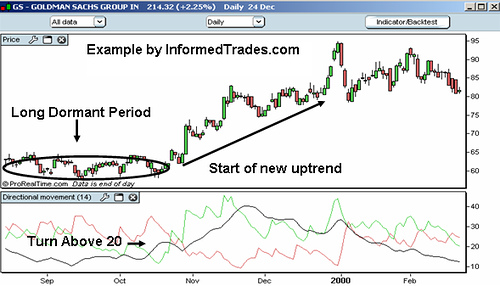 GS - GOLDMAN SACHS GROUP IN 214.32 (+2.25%) Daily 24 Dec
All data
Daily
Indicator/Backtest
Price
Example by InformedTrades.com
Long Dormant Period
Start of new uptrend
95
90
85
80
75
70
65
60
©ProRealTime.com Data is end of day
Directional movement (14)
Turn Above 20
40
30
20
10
Sep Oct Nov Dec 2000 Feb